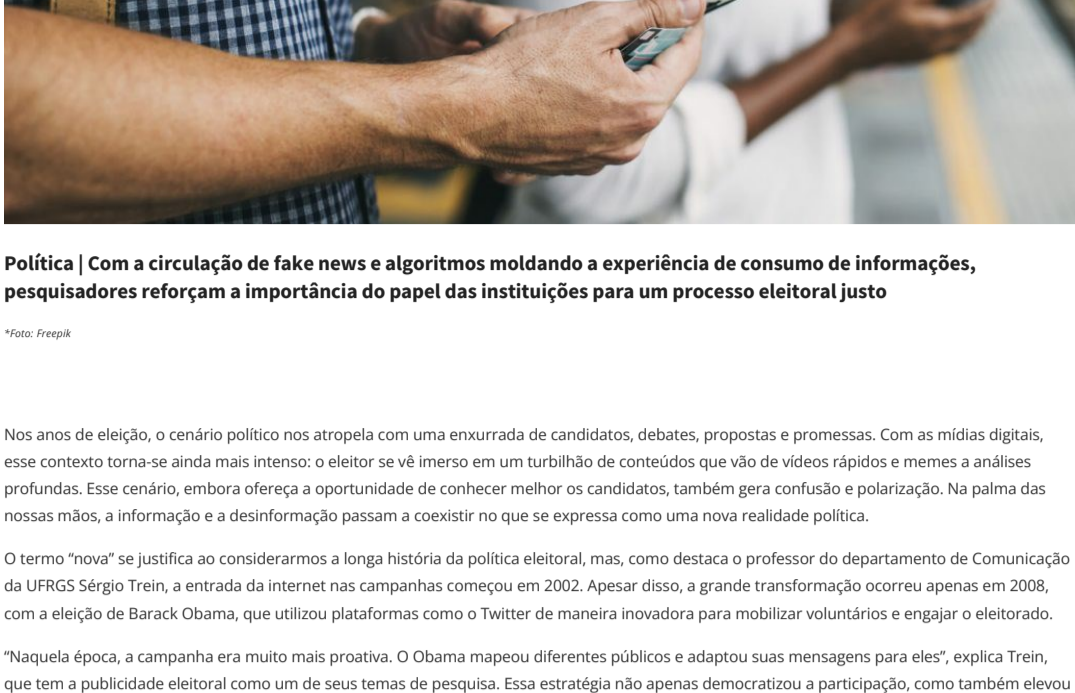 Política | Com a circulação de fake news e algoritmos moldando a experiência de consumo de informações,
pesquisadores reforçam a importância do papel das instituições para um processo eleitoral justo
*Foto: Freepik
Nos anos de eleição, o cenário político nos atropela com uma enxurrada de candidatos, debates, propostas e promessas. Com as mídias digitais,
esse contexto torna-se ainda mais intenso: o eleitor se vê imerso em um turbilhão de conteúdos que vão de vídeos rápidos e memes a análises
profundas. Esse cenário, embora ofereça a oportunidade de conhecer melhor os candidatos, também gera confusão e polarização. Na palma das
nossas mãos, a informação e a desinformação passam a coexistir no que se expressa como uma nova realidade política.
O termo “nova” se justifica ao considerarmos a longa história da política eleitoral, mas, como destaca o professor do departamento de Comunicação
da UFRGS Sérgio Trein, a entrada da internet nas campanhas começou em 2002. Apesar disso, a grande transformação ocorreu apenas em 2008,
com a eleição de Barack Obama, que utilizou plataformas como o Twitter de maneira inovadora para mobilizar voluntários e engajar o eleitorado.
“Naquela época, a campanha era muito mais proativa. O Obama mapeou diferentes públicos e adaptou suas mensagens para eles”, explica Trein,
que tem a publicidade eleitoral como um de seus temas de pesquisa. Essa estratégia não apenas democratizou a participação, como também elevou